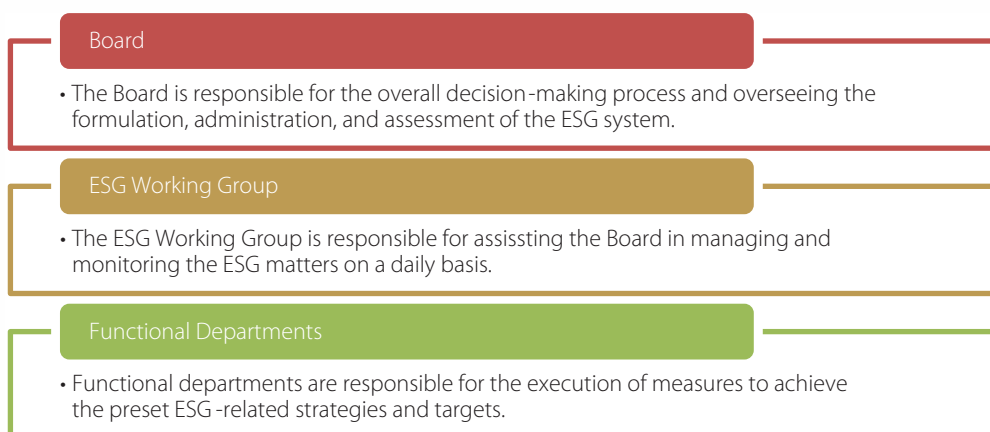 Board
• The Board is responsible for the overall decision-making process and overseeing the
formulation, administration, and assessment of the ESG system.
ESG Working Group
• The ESG Working Group is responsible for assissting the Board in managing and
monitoring the ESG matters on a daily basis.
Functional Departments
• Functional departments are responsible for the execution of measures to achieve
the preset ESG-related strategies and targets.